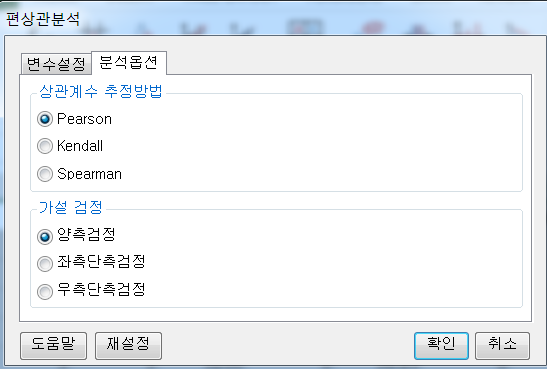 편상관분석
변수설정 분석옵션
상관계수 추정방법
Pearson
Kendall
Spearman
가설 검정
양측검정
좌측단측검정
우측단측검정
도움말 재설정 확인 취소